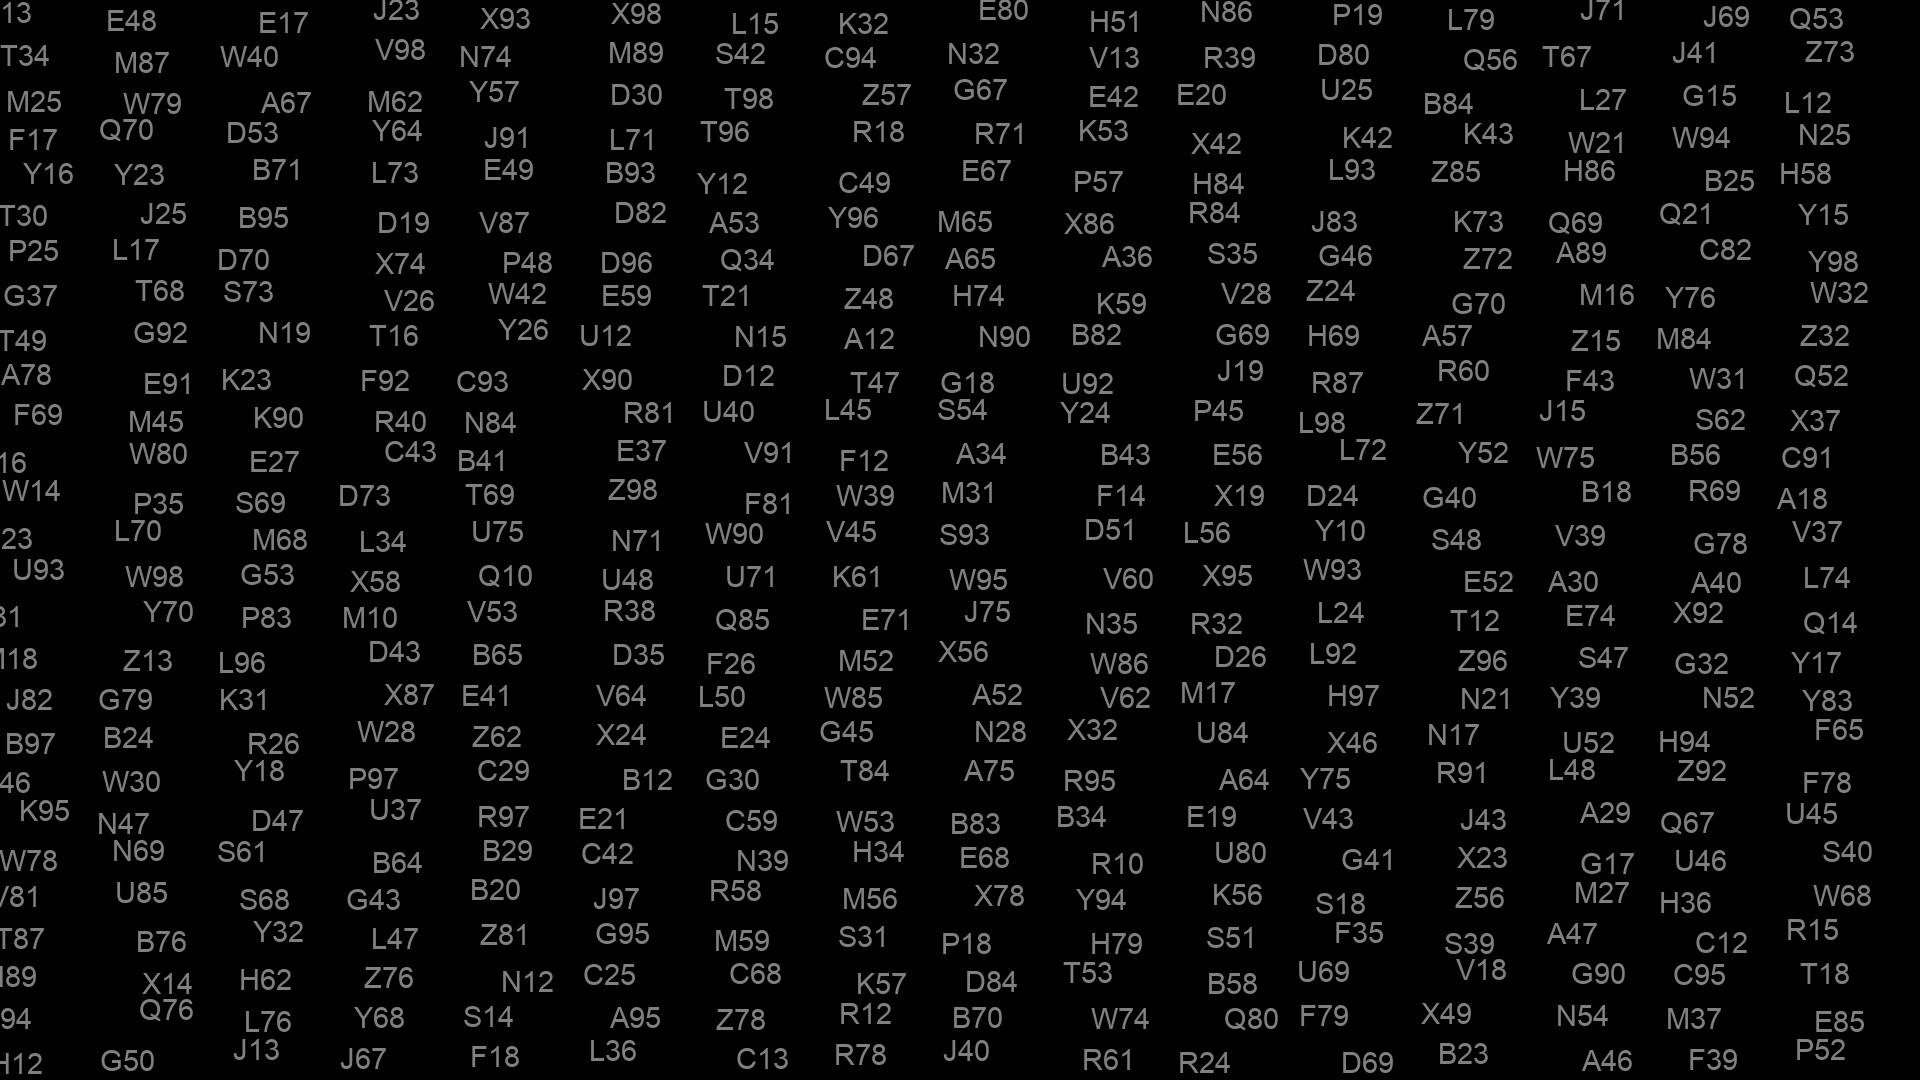 13 E48 E17 J23 X93 X98 L15 K32 E80 H51 N86 P19 L79 J71 J69 Q53
T34 M87 W40 V98 N74 M89 S42 C94 N32 V13 R39 D80 Q56 T67 J41 Z73
M25 W79 A67 M62 Y57 D30 T98 Z57 G67 E42 E20 U25 B84 L27 G15 L12
F17 Q70 D53 Y64 J91 L71 T96 R18 R71 K53 X42 K42 K43 W21 W94 N25
Y16 Y23 B71 L73 E49 B93 Y12 C49 E67 P57 H84 L93 Z85 H86 B25 H58
T30 J25 B95 D19 V87 D82 A53 Y96 M65 X86 R84 J83 K73 Q69 Q21 Y15
P25 L17 D70 X74 P48 D96 Q34 D67 A65 A36 S35 G46 Z72 A89 C82 Y98
G37 T68 S73 V26 W42 E59 T21 Z48 H74 K59 V28 Z24 G70 M16 Y76 W32
T49 G92 N19 T16 Y26 U12 N15 A12 N90 B82 G69 H69 A57 Z15 M84 Z32
A78 E91 K23 F92 C93 X90 D12 T47 G18 U92 J19 R87 R60 F43 W31 Q52
F69 M45 K90 R40 N84 R81 U40 L45 S54 Y24 P45 L98 Z71 J15 S62 X37
16 W80 E27 C43 B41 E37 V91 F12 A34 B43 E56 L72 Y52 W75 B56 C91
W14 P35 S69 D73 T69 Z98 F81 W39 M31 F14 X19 D24 G40 B18 R69 A18
23 L70 M68 L34 U75 N71 W90 V45 S93 D51 L56 Y10 S48 V39 G78 V37
U93 W98 G53 X58 Q10 U48 U71 K61 W95 V60 X95 W93 E52 A30 A40 L74
31 Y70 P83 M10 V53 R38 Q85 E71 J75 N35 R32 L24 T12 E74 X92 Q14
M18 Z13 L96 D43 B65 D35 F26 M52 X56 W86 D26 L92 Z96 S47 G32 Y17
J82 G79 K31 X87 E41 V64 L50 W85 A52 V62 M17 H97 N21 Y39 N52 Y83
B97 B24 R26 W28 Z62 X24 E24 G45 N28 X32 U84 X46 N17 U52 H94 F65
46 W30 Y18 P97 C29 B12 G30 T84 A75 R95 A64 Y75 R91 L48 Z92 F78
K95 N47 D47 U37 R97 E21 C59 W53 B83 B34 E19 V43 J43 A29 Q67 U45
W78 N69 S61 B64 B29 C42 N39 H34 E68 R10 U80 G41 X23 G17 U46 S40
V81 U85 S68 G43 B20 J97 R58 M56 X78 Y94 K56 S18 Z56 M27 H36 W68
T87 B76 Y32 L47 Z81 G95 M59 S31 P18 H79 S51 F35 S39 A47 C12 R15
89 X14 H62 Z76 N12 C25 C68 K57 D84 T53 B58 U69 V18 G90 C95 T18
94 Q76 L76 Y68 S14 A95 Z78 R12 B70 W74 Q80 F79 X49 N54 M37 E85
H12 G50 J13 J67 F18 L36 C13 R78 J40 R61 R24 D69 B23 A46 F39 P52